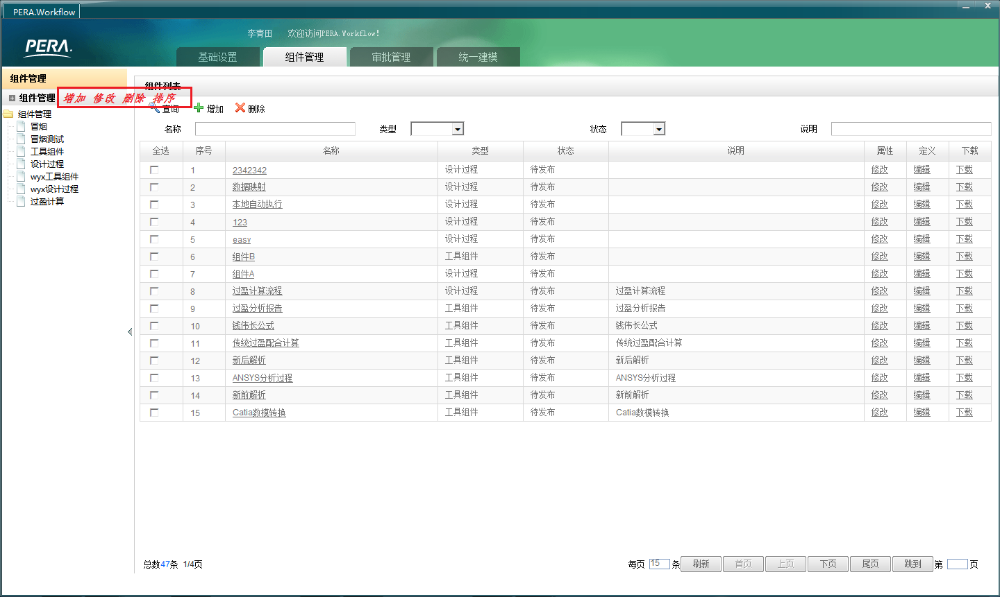 PERA.Workflow
PERA.
李青田 欢迎访问PERA.Workflow!
基础设置 组件管理 审批管理 统一建模
组件管理
组件管理
增加 修改 删除 排序
组件管理
冒烟
冒烟测试
工具组件
设计过程
wyx工具组件
wyx设计过程
过盈计算
组件列表
查询 增加 删除
名称 类型 状态 说明
全选 序号 名称 类型 状态 说明 属性 定义 下载
1 2342342 设计过程 待发布 修改 编辑 下载
2 数据映射 设计过程 待发布 修改 编辑 下载
3 本地自动执行 设计过程 待发布 修改 编辑 下载
4 123 设计过程 待发布 修改 编辑 下载
5 easy 设计过程 待发布 修改 编辑 下载
6 组件B 工具组件 待发布 修改 编辑 下载
7 组件A 设计过程 待发布 修改 编辑 下载
8 过盈计算流程 设计过程 待发布 过盈计算流程 修改 编辑 下载
9 过盈分析报告 工具组件 待发布 过盈分析报告 修改 编辑 下载
10 钱伟长公式 工具组件 待发布 钱伟长公式 修改 编辑 下载
11 传统过盈配合计算 工具组件 待发布 传统过盈配合计算 修改 编辑 下载
12 新后解析 工具组件 待发布 新后解析 修改 编辑 下载
13 ANSYS分析过程 工具组件 待发布 ANSYS分析过程 修改 编辑 下载
14 新前解析 工具组件 待发布 新前解析 修改 编辑 下载
15 Catia数模转换 工具组件 待发布 Catia数模转换 修改 编辑 下载
总数47条 1/4页 每页 15 条 刷新 首页 上页 下页 尾页 跳到 第 页